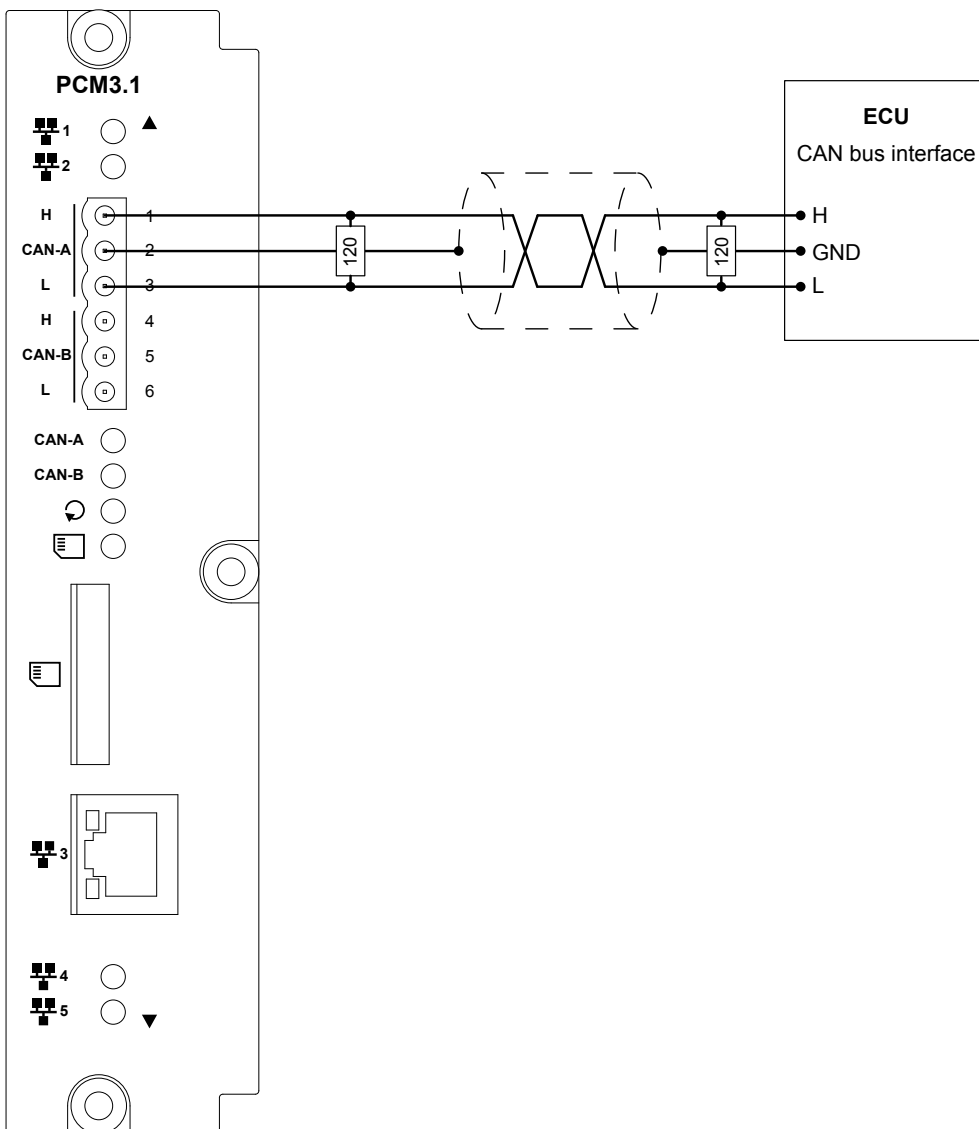 PCM3.1
1
2
H 1
CAN-A 2
L 3
H 4
CAN-B 5
L 6
CAN-A
CAN-B
3
4
5
120
120
ECU
CAN bus interface
H
GND
L